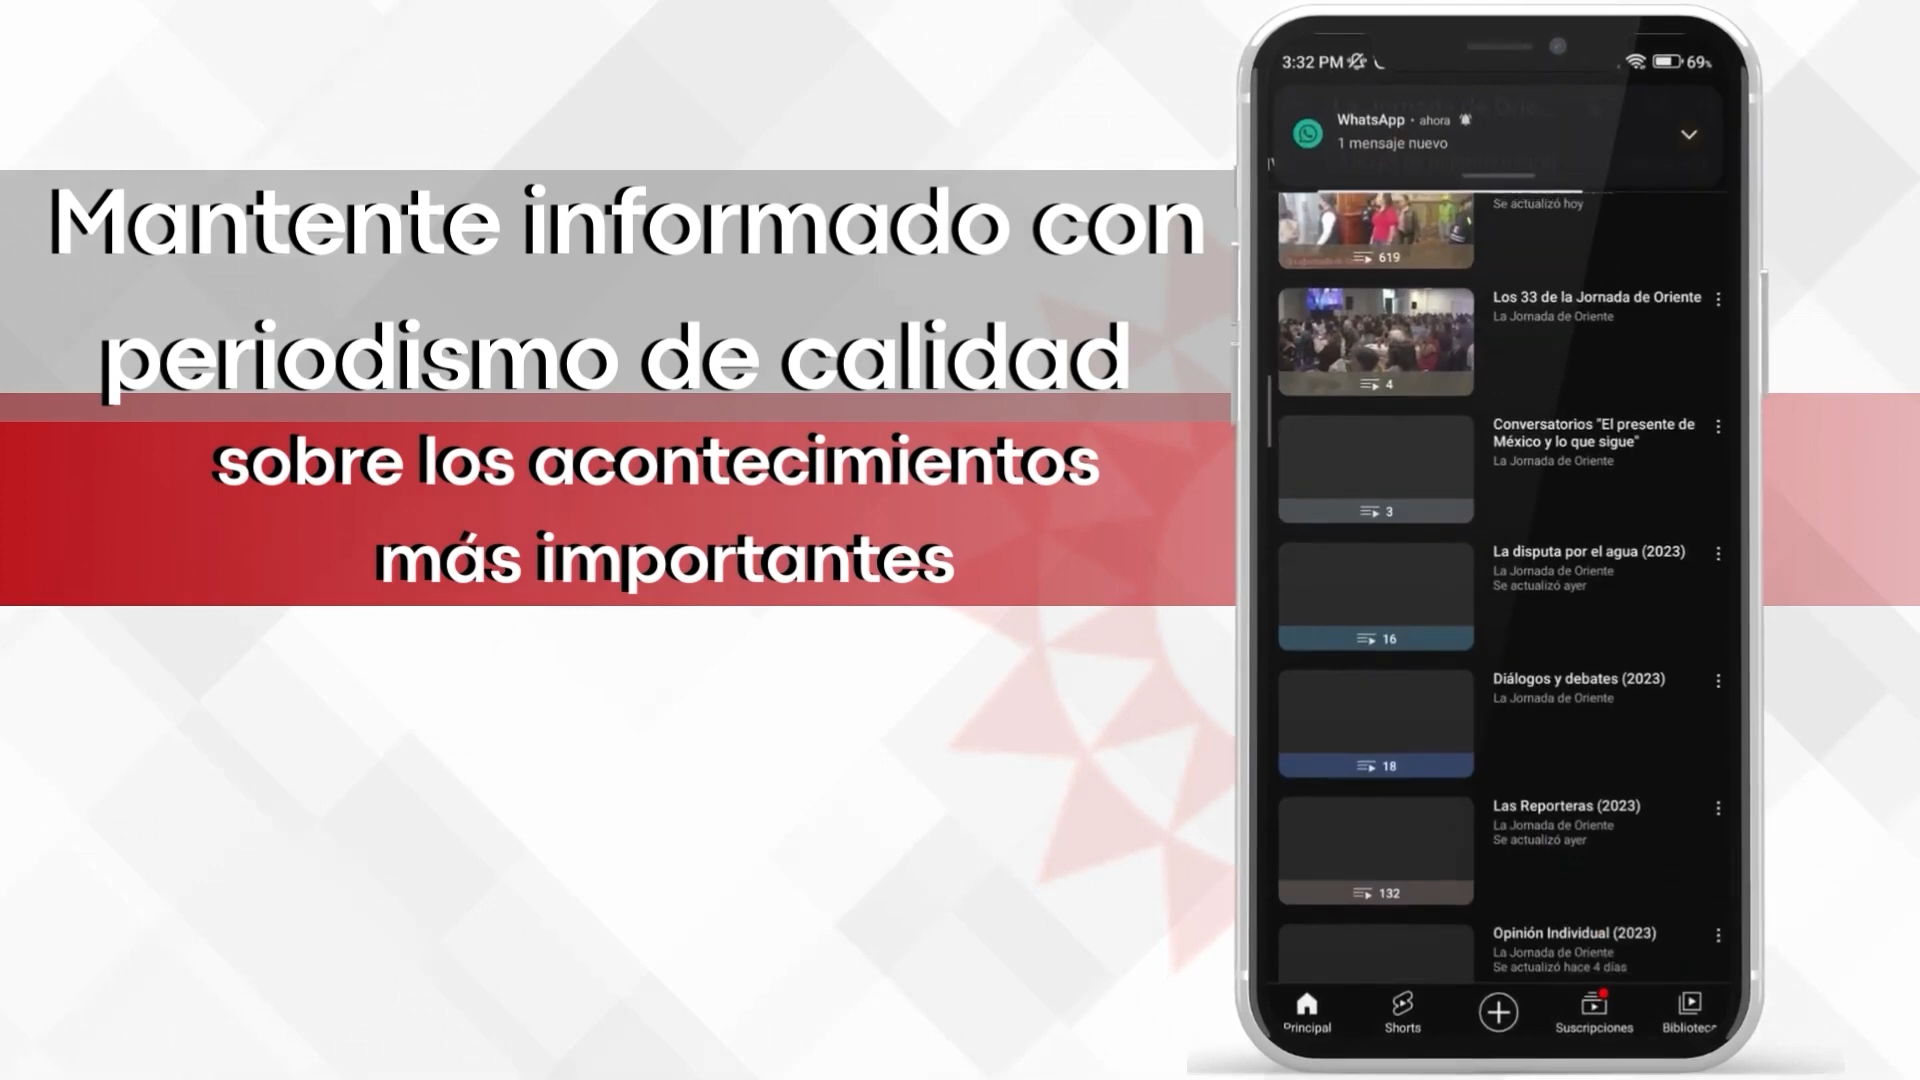 Mantente informado con
periodismo de calidad
sobre los acontecimientos
más importantes
3:32 PM
69%
WhatsApp • ahora
1 mensaje nuevo
Se actualizó hoy
619
Los 33 de la Jornada de Oriente
La Jornada de Oriente
4
Conversatorios "El presente de
México y lo que sigue"
La Jornada de Oriente
3
La disputa por el agua (2023)
La Jornada de Oriente
Se actualizó ayer
16
Diálogos y debates (2023)
La Jornada de Oriente
18
Las Reporteras (2023)
La Jornada de Oriente
Se actualizó ayer
132
Opinión Individual (2023)
La Jornada de Oriente
Se actualizó hace 4 días
Principal
Shorts
Suscripciones
Bibliotec